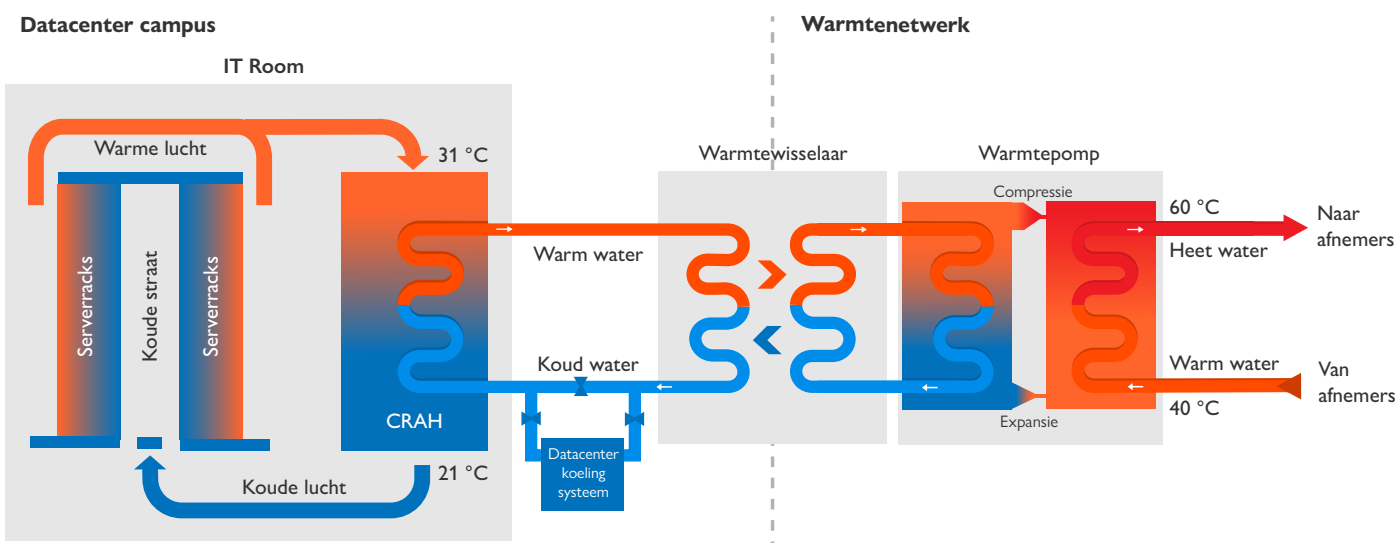 Datacenter campus
Warmtenetwerk
IT Room
Warme lucht
31 °C
Serverracks
Koude straat
Serverracks
CRAH
Koude lucht
21 °C
Warm water
Koud water
Datacenter
koeling
systeem
Warmtewisselaar
Warmtepomp
Compressie
Expansie
60 °C
Heet water
Naar
afnemers
Warm water
40 °C
Van
afnemers